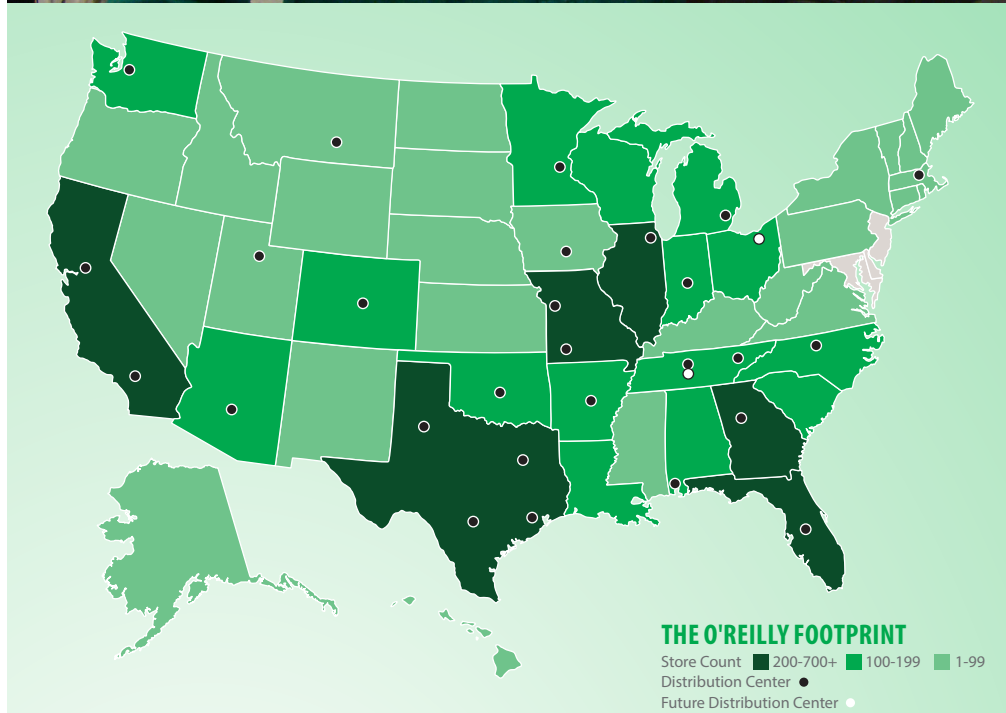 THE O'REILLY FOOTPRINT
Store Count 200-700+ 100-199 1-99
Distribution Center
Future Distribution Center